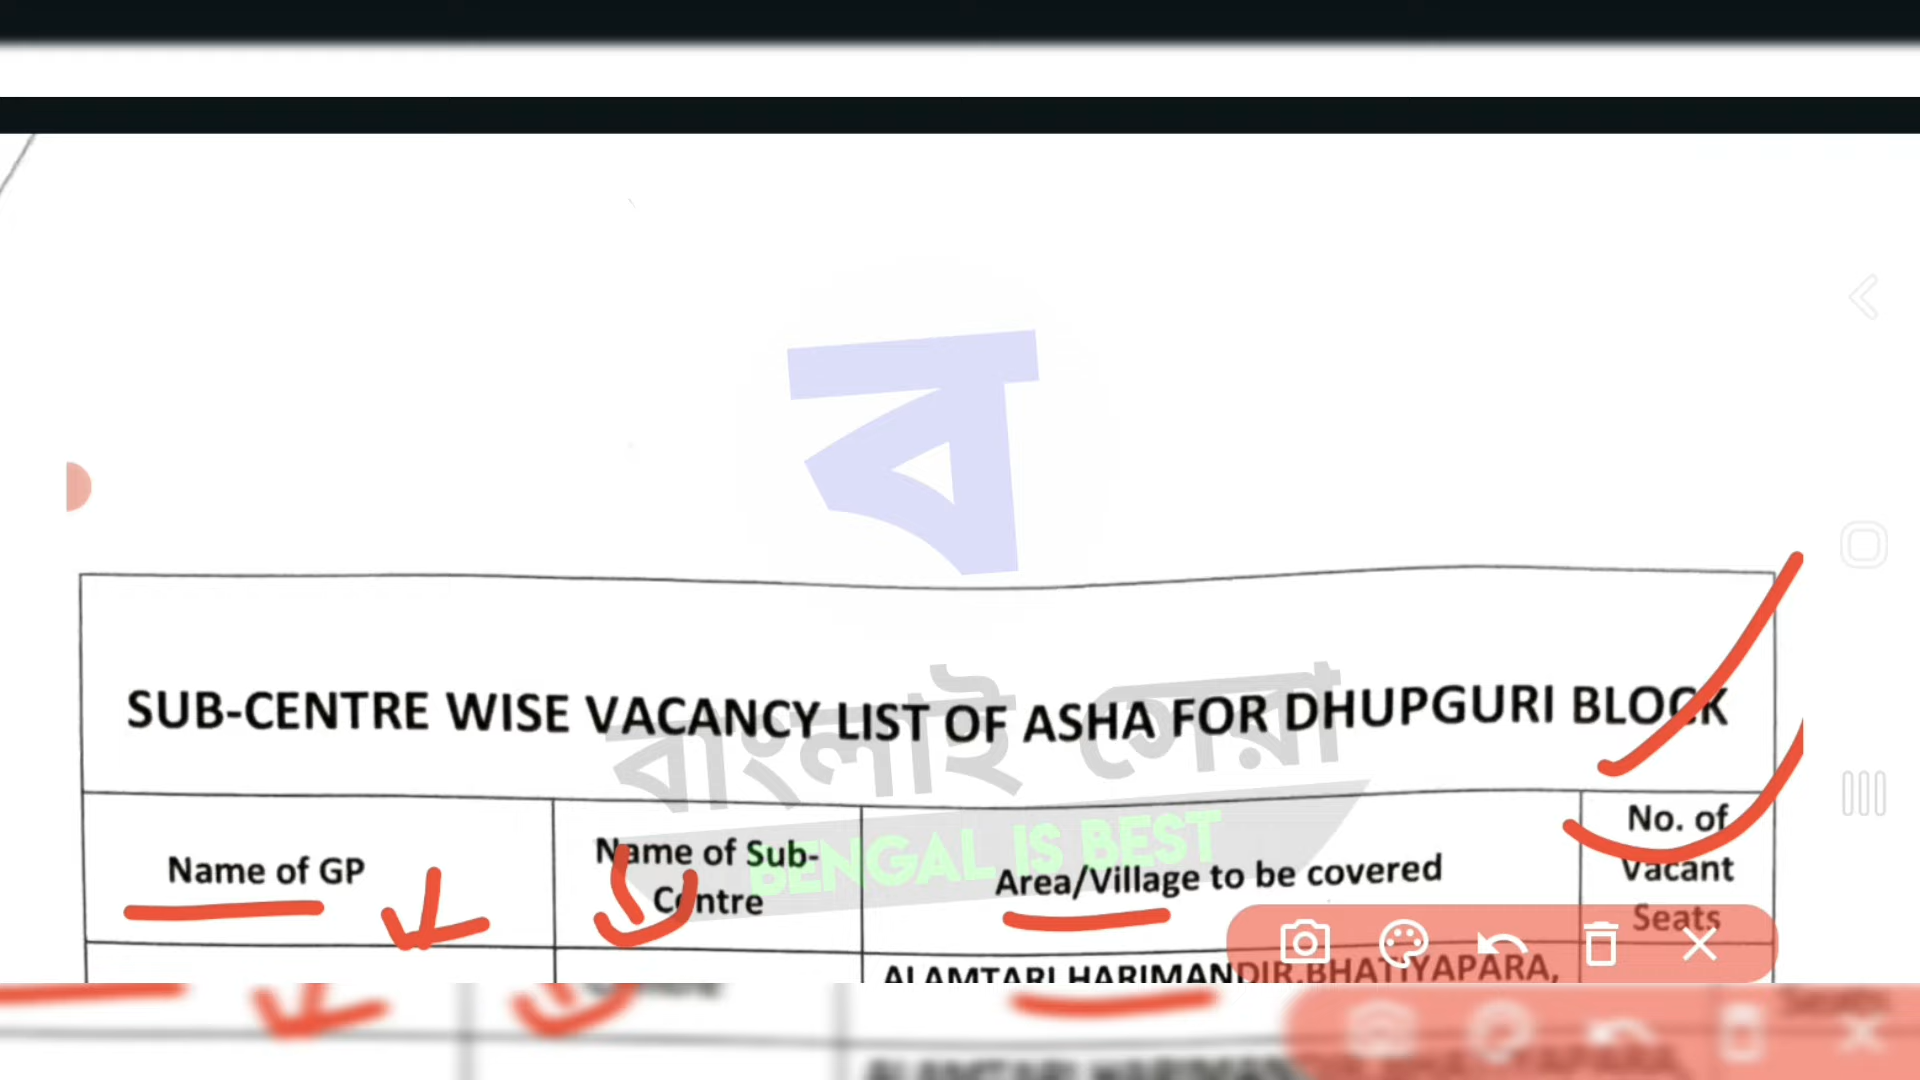 ব
SUB-CENTRE WISE VACANCY LIST OF ASHA FOR DHUPGURI BLOCK
বাংলাই সেরা
BENGAL IS BEST
Name of GP
Name of Sub-
Centre
Area/Village to be covered
No. of
Vacant
Seats
ALAMTARI,HARIMANDIR,BHATIYAPARA,